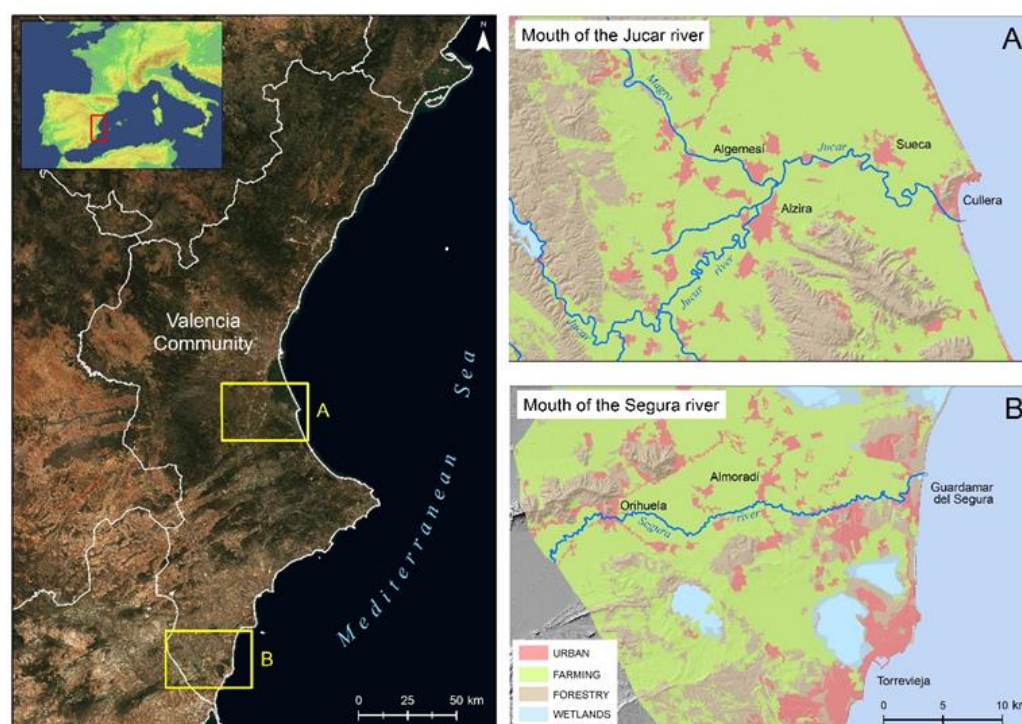 N
Valencia
Community
A
B
Mediterranean Sea
0 25 50 km
Mouth of the Jucar river
A
Magro
Algemesí
Jucar
Sueca
Cullera
Alzira
Jucar river
Jucar
Mouth of the Segura river
B
Almoradí
Guardamar
del Segura
Orihuela
Segura river
URBAN
FARMING
FORESTRY
WETLANDS
Torrevieja
0 5 10 km